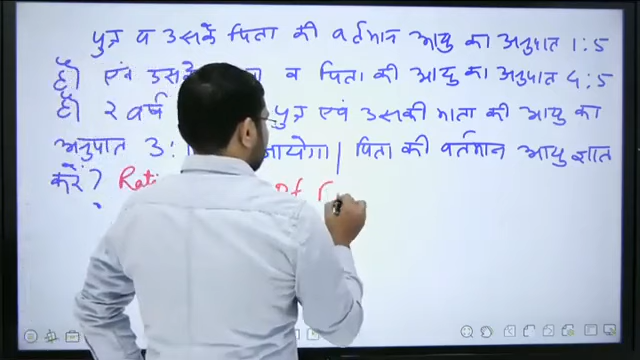 पुत्र व उसके पिता की वर्तमान आयु का अनुपात 1:5
है। एवं उसके व पिता की आयु का अनुपात 4:5
है। 2 वर्ष पुत्र एवं उसकी माता की आयु का
अनुपात 3: जायेगा। पिता की वर्तमान आयु ज्ञात
करें? Rati of